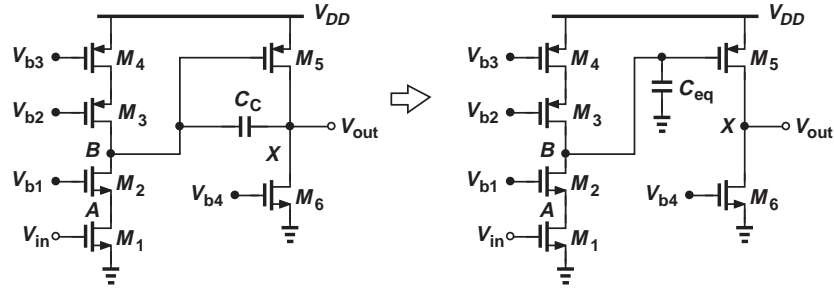 V_DD
V_b3
M_4
M_5
V_b2
M_3
C_C
B
X
V_out
V_b1
M_2
A
V_b4
M_6
V_in
M_1
V_DD
V_b3
M_4
M_5
C_eq
V_b2
M_3
B
X
V_out
V_b1
M_2
A
V_b4
M_6
V_in
M_1